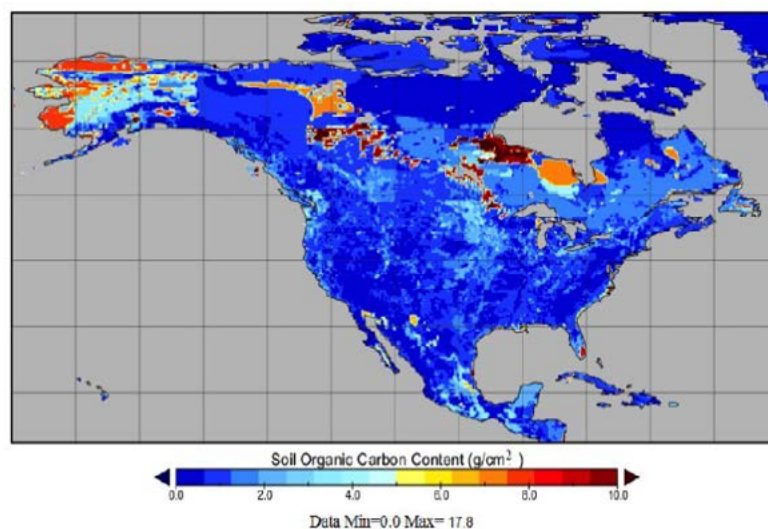 Soil Organic Carbon Content (g/cm²)
0.0 2.0 4.0 6.0 8.0 10.0
Data Min=0.0 Max= 17.8